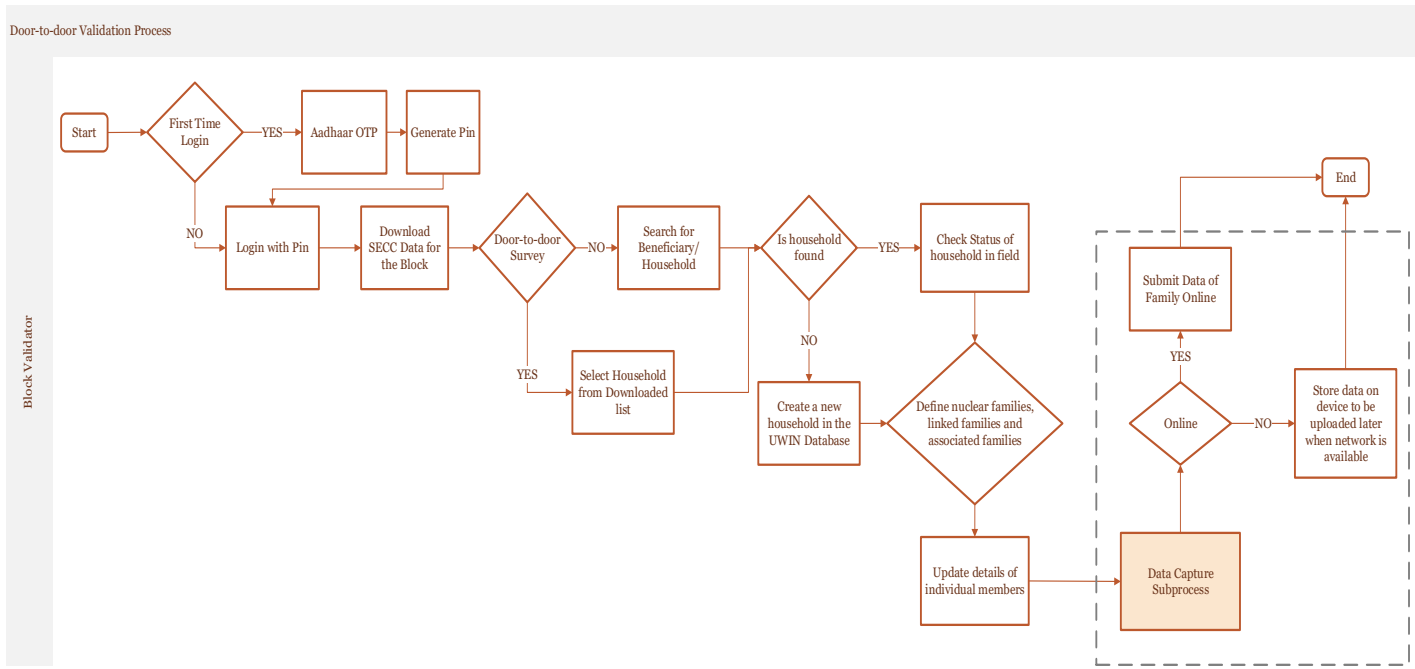 Door-to-door Validation Process
Block Validator
Start
First Time
Login
YES
Aadhaar OTP
Generate Pin
NO
Login with Pin
Download
SECC Data for
the Block
Door-to-door
Survey
NO
Search for
Beneficiary/
Household
YES
Select Household
from Downloaded
list
Is household
found
YES
Check Status of
household in field
NO
Create a new
household in the
UWIN Database
Define nuclear families,
linked families and
associated families
Update details of
individual members
Data Capture
Subprocess
Online
YES
Submit Data of
Family Online
NO
Store data on
device to be
uploaded later
when network is
available
End